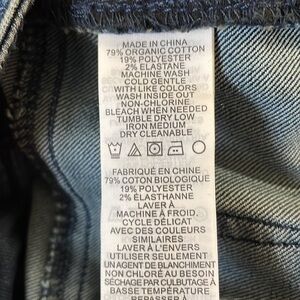 MADE IN CHINA
79% ORGANIC COTTON
19% POLYESTER
2% ELASTANE
MACHINE WASH
COLD GENTLE
WITH LIKE COLORS
WASH INSIDE OUT
NON-CHLORINE
BLEACH WHEN NEEDED
TUMBLE DRY LOW
IRON MEDIUM
DRY CLEANABLE
FABRIQUÉ EN CHINE
79% COTON BIOLOGIQUE
19% POLYESTER
2% ÉLASTHANNE
LAVER À
MACHINE À FROID,
CYCLE DÉLICAT
AVEC DES COULEURS
SIMILAIRES
LAVER À L'ENVERS
UTILISER SEULEMENT
UN AGENT DE BLANCHIMENT
NON CHLORÉ AU BESOIN
SÉCHAGE PAR CULBUTAGE À
BASSE TEMPÉRATURE
REPASSER À